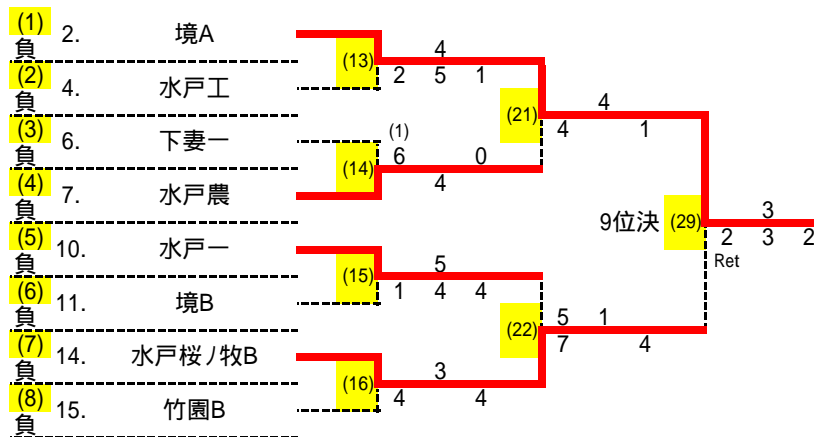 (1)
負 2. 境A
(2)
負 4. 水戸工
(3)
負 6. 下妻一
(4)
負 7. 水戸農
(5)
負 10. 水戸一
(6)
負 11. 境B
(7)
負 14. 水戸桜ノ牧B
(8)
負 15. 竹園B
(13)
4
2 5 1
(14)
(1)
6 0
4
(15)
5
1 4 4
(16)
3
4 4
(21)
4
4 1
(22)
5 1
7 4
9位決 (29)
3
2 3 2
Ret